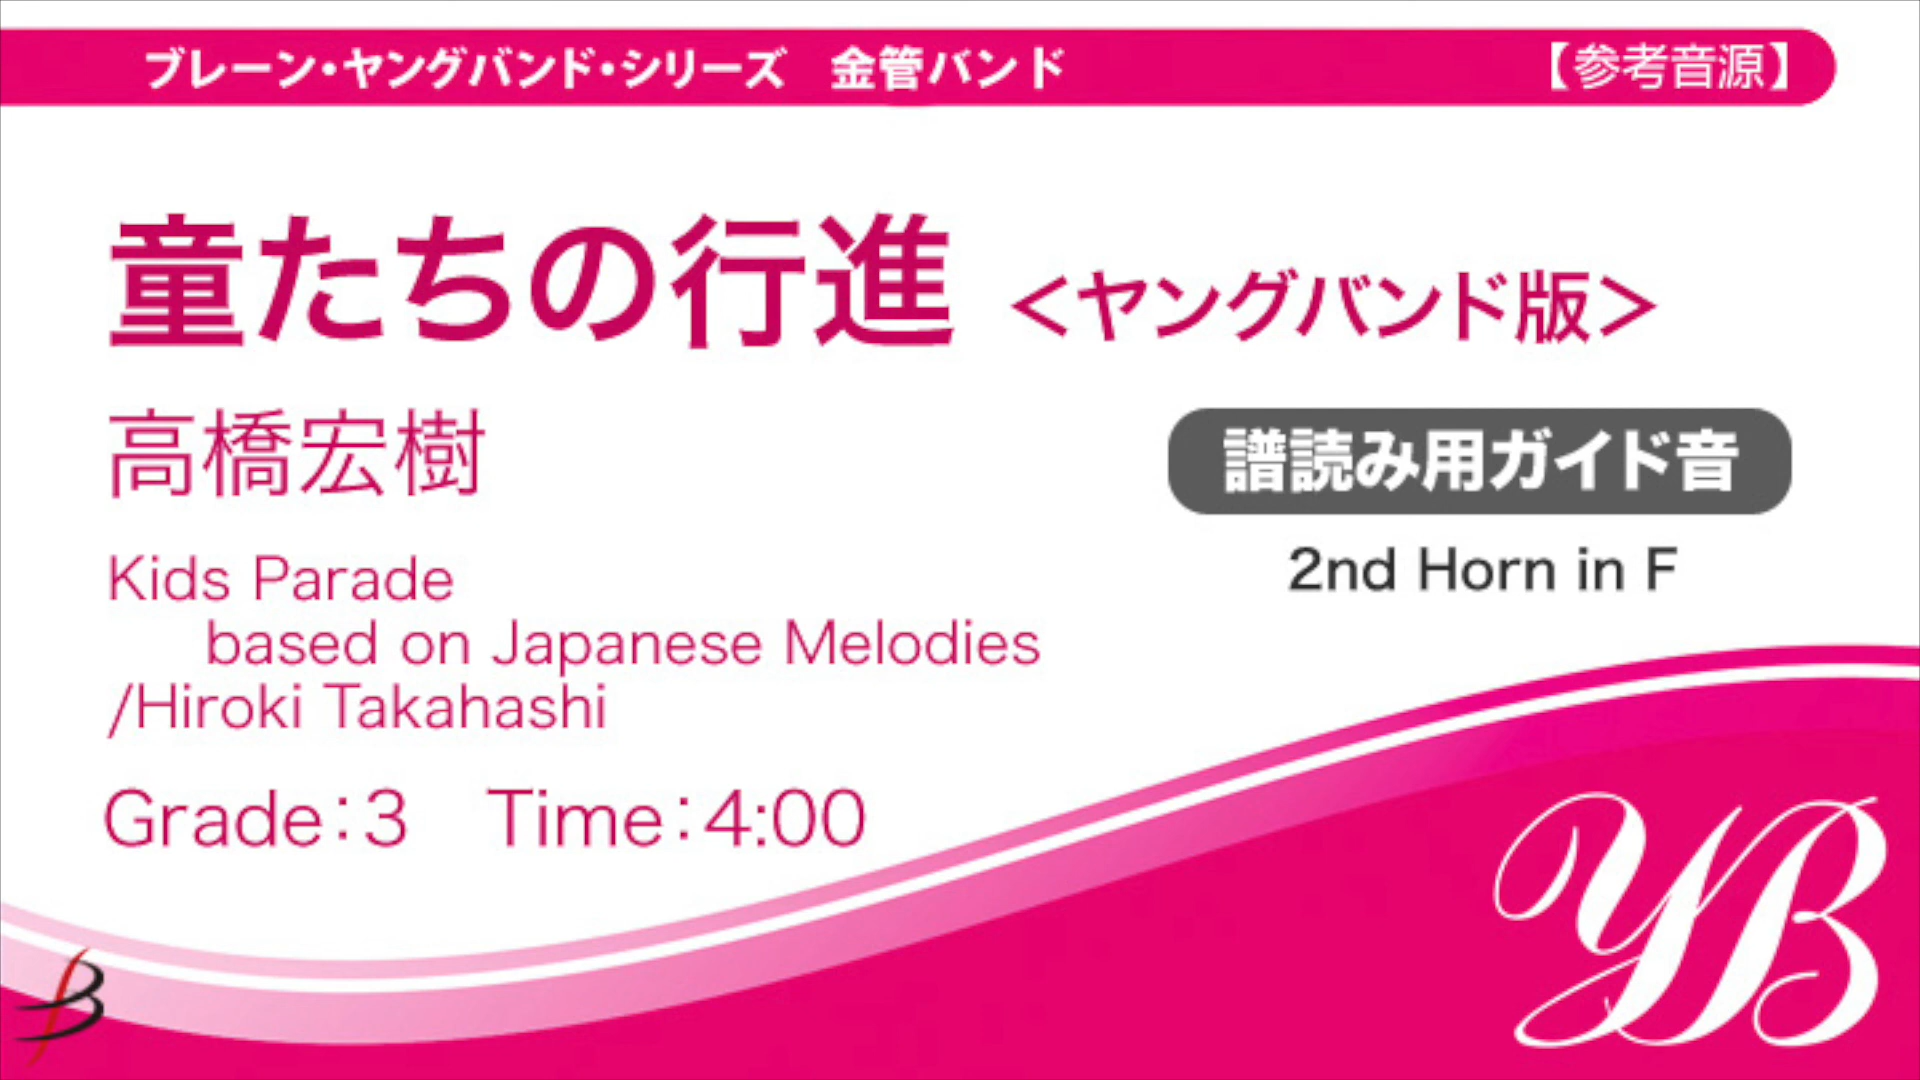 ブレーン・ヤングバンド・シリーズ　金管バンド
【参考音源】
童たちの行進 <ヤングバンド版>
高橋宏樹
譜読み用ガイド音
2nd Horn in F
Kids Parade
based on Japanese Melodies
/Hiroki Takahashi
Grade：3　Time：4:00
YB
B